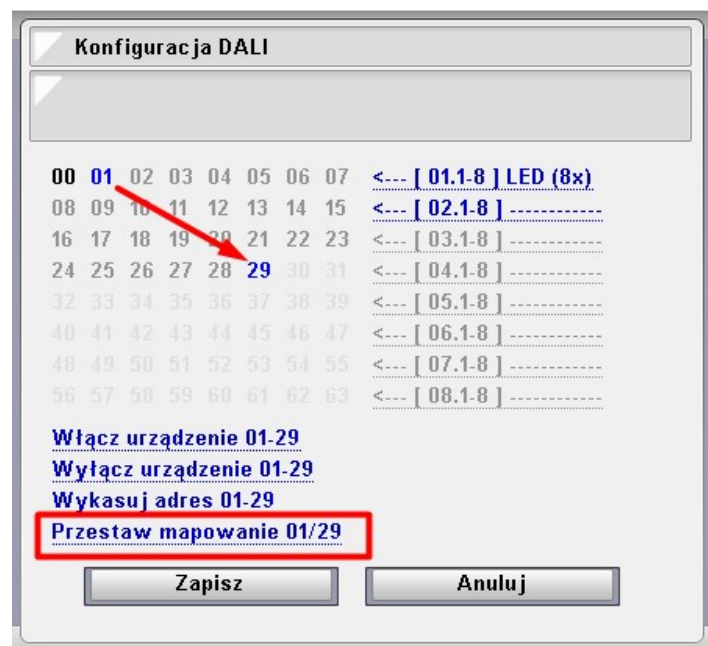 Konfiguracja DALI
00 01 02 03 04 05 06 07 <--- [ 01.1-8 ] LED (8x)
08 09 10 11 12 13 14 15 <--- [ 02.1-8 ] ------------
16 17 18 19 20 21 22 23 <--- [ 03.1-8 ] ------------
24 25 26 27 28 29 30 31 <--- [ 04.1-8 ] ------------
32 33 34 35 36 37 38 39 <--- [ 05.1-8 ] ------------
40 41 42 43 44 45 46 47 <--- [ 06.1-8 ] ------------
48 49 50 51 52 53 54 55 <--- [ 07.1-8 ] ------------
56 57 58 59 60 61 62 63 <--- [ 08.1-8 ] ------------
Włącz urządzenie 01-29
Wyłącz urządzenie 01-29
Wykasuj adres 01-29
Przestaw mapowanie 01/29
Zapisz Anuluj